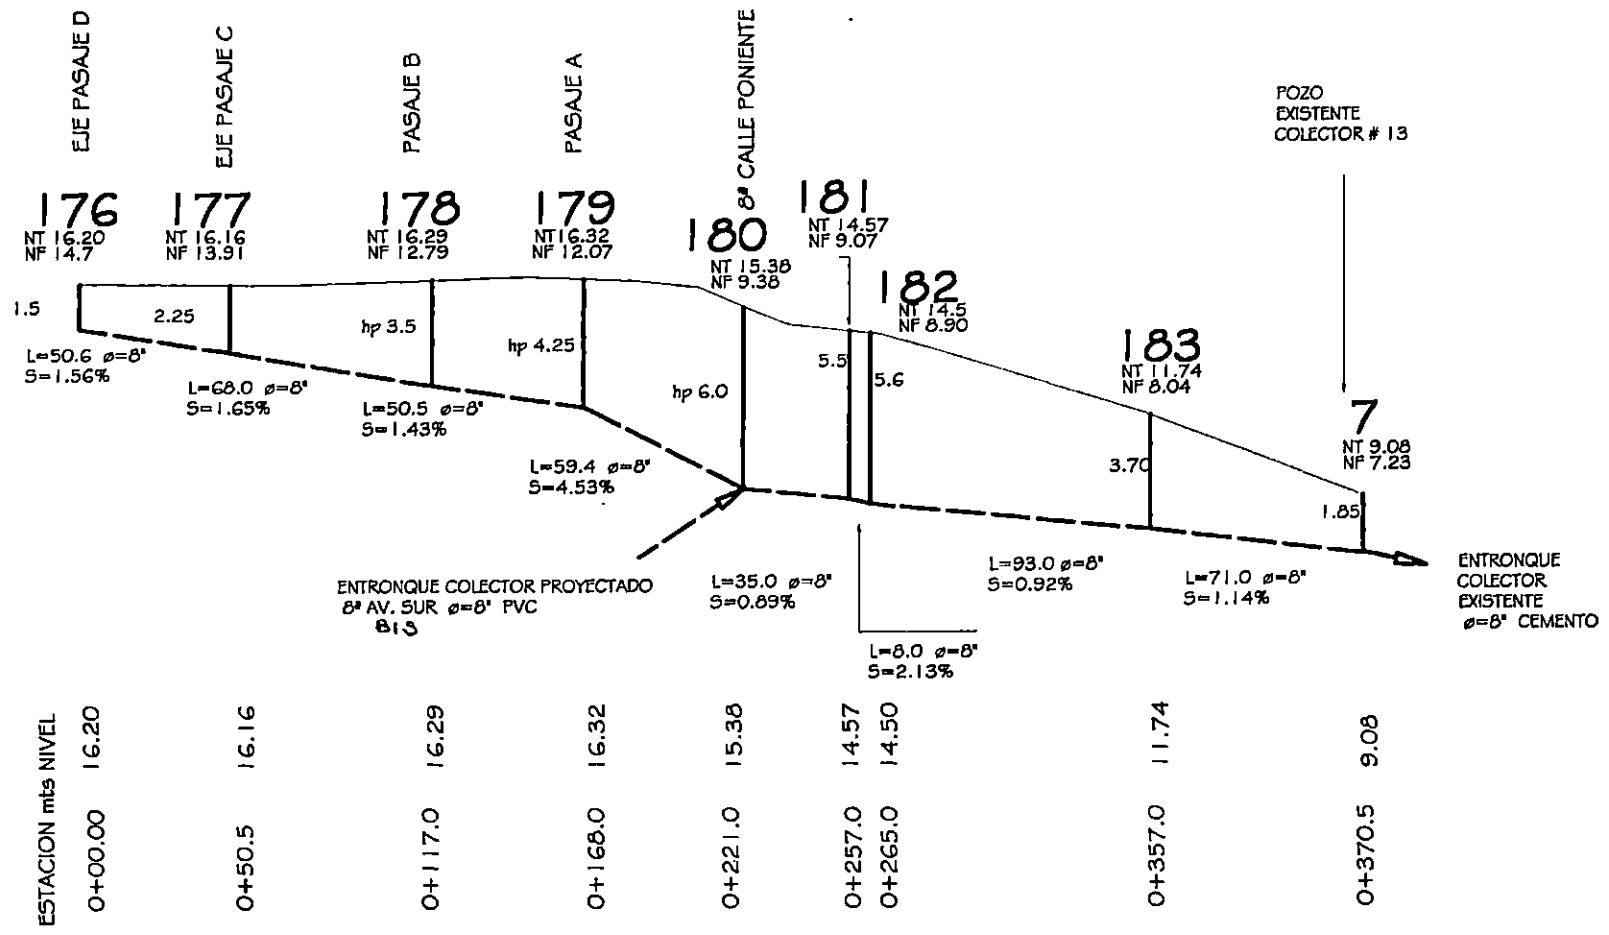 EJE PASAJE D
EJE PASAJE C
PASAJE B
PASAJE A
8ª CALLE PONIENTE
POZO
EXISTENTE
COLECTOR # 13
176
NT 16.20
NF 14.7
177
NT 16.16
NF 13.91
178
NT 16.29
NF 12.79
179
NT 16.32
NF 12.07
180
NT 15.38
NF 9.38
181
NT 14.57
NF 9.07
182
NT 14.5
NF 8.90
183
NT 11.74
NF 8.04
7
NT 9.08
NF 7.23
1.5
2.25
hp 3.5
hp 4.25
hp 6.0
5.5
5.6
3.70
1.85
L=50.6 ø=8"
S=1.56%
L=68.0 ø=8"
S=1.65%
L=50.5 ø=8"
S=1.43%
L=59.4 ø=8"
S=4.53%
L=35.0 ø=8"
S=0.89%
L=8.0 ø=8"
S=2.13%
L=93.0 ø=8"
S=0.92%
L=71.0 ø=8"
S=1.14%
ENTRONQUE COLECTOR PROYECTADO
8ª AV. SUR ø=8" PVC
BIS
ENTRONQUE
COLECTOR
EXISTENTE
ø=8" CEMENTO
ESTACION mts NIVEL
0+00.00 16.20
0+50.5 16.16
0+117.0 16.29
0+168.0 16.32
0+221.0 15.38
0+257.0 14.57
0+265.0 14.50
0+357.0 11.74
0+370.5 9.08